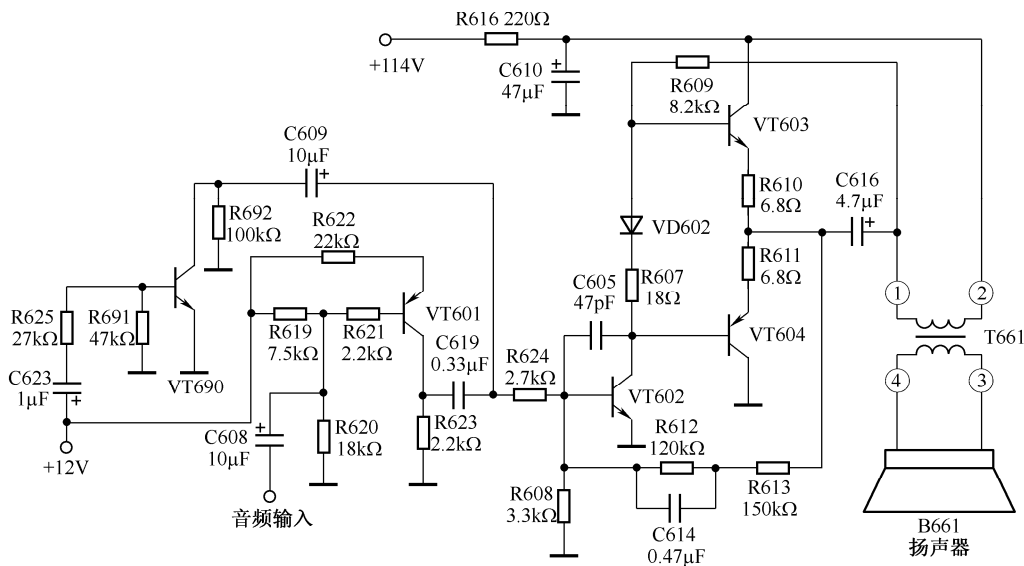 R616 220Ω
+114V
C610
47μF
R609
8.2kΩ
VT603
C609
10μF
R692
100kΩ
R622
22kΩ
R610
6.8Ω
C616
4.7μF
VD602
R611
6.8Ω
C605
47pF
R607
18Ω
R625
27kΩ
R691
47kΩ
R619
7.5kΩ
R621
2.2kΩ
VT601
VT604
1
2
T661
C619
0.33μF
R624
2.7kΩ
C623
1μF
VT690
4
3
VT602
R612
120kΩ
C608
10μF
R620
18kΩ
R623
2.2kΩ
+12V
R608
3.3kΩ
R613
150kΩ
音频输入
C614
0.47μF
B661
扬声器